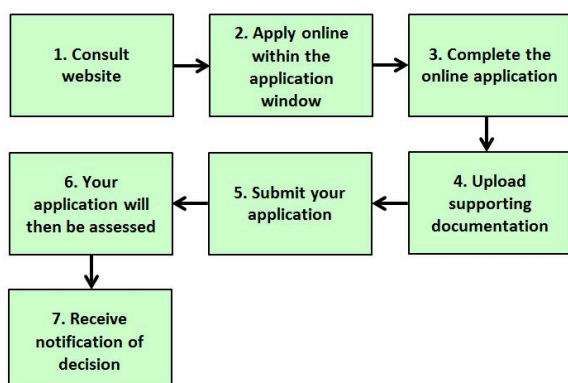 1. Consult
website
2. Apply online
within the
application
window
3. Complete the
online application
4. Upload
supporting
documentation
5. Submit your
application
6. Your
application will
then be assessed
7. Receive
notification of
decision